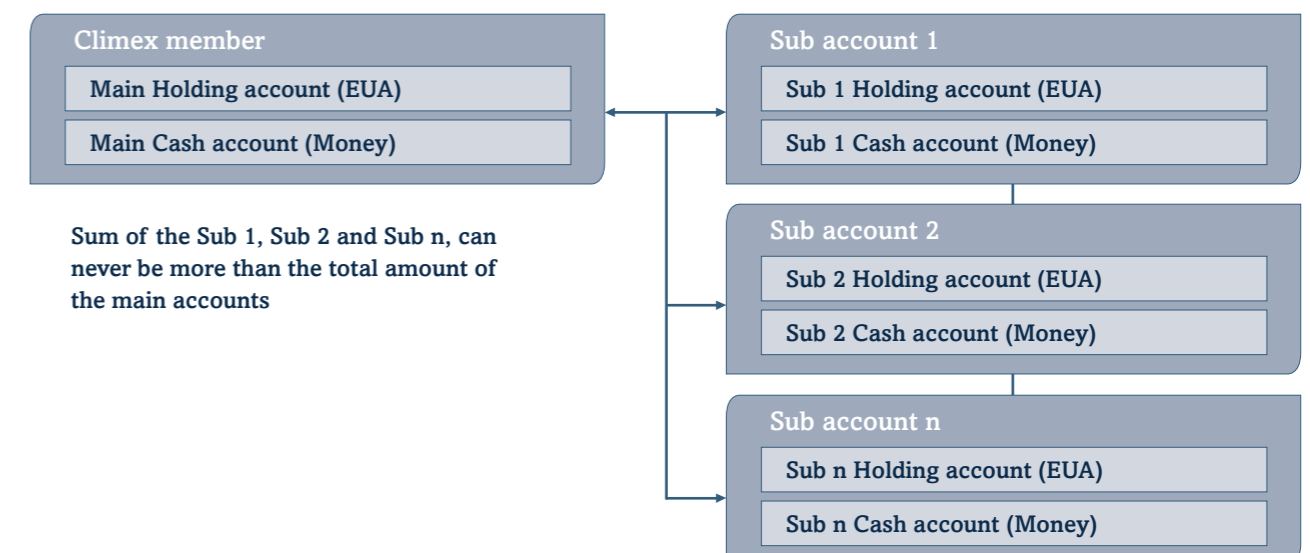 Climex member
Main Holding account (EUA)
Main Cash account (Money)
Sum of the Sub 1, Sub 2 and Sub n, can
never be more than the total amount of
the main accounts
Sub account 1
Sub 1 Holding account (EUA)
Sub 1 Cash account (Money)
Sub account 2
Sub 2 Holding account (EUA)
Sub 2 Cash account (Money)
Sub account n
Sub n Holding account (EUA)
Sub n Cash account (Money)